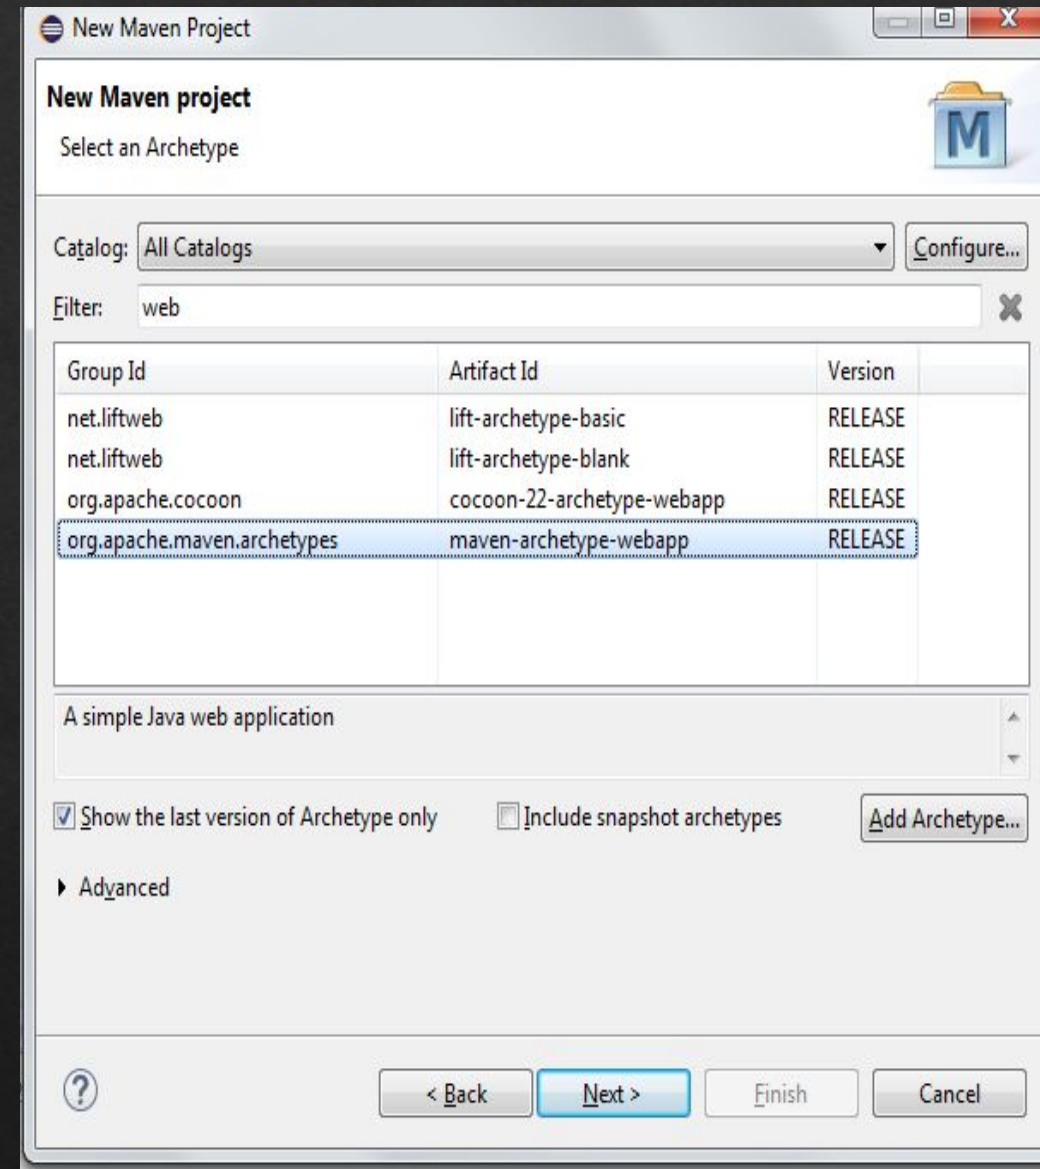 New Maven Project
X
New Maven project
Select an Archetype
M
Catalog: All Catalogs Configure...
Filter: web
Group Id Artifact Id Version
net.liftweb lift-archetype-basic RELEASE
net.liftweb lift-archetype-blank RELEASE
org.apache.cocoon cocoon-22-archetype-webapp RELEASE
org.apache.maven.archetypes maven-archetype-webapp RELEASE
A simple Java web application
Show the last version of Archetype only Include snapshot archetypes Add Archetype...
Advanced
? < Back Next > Finish Cancel